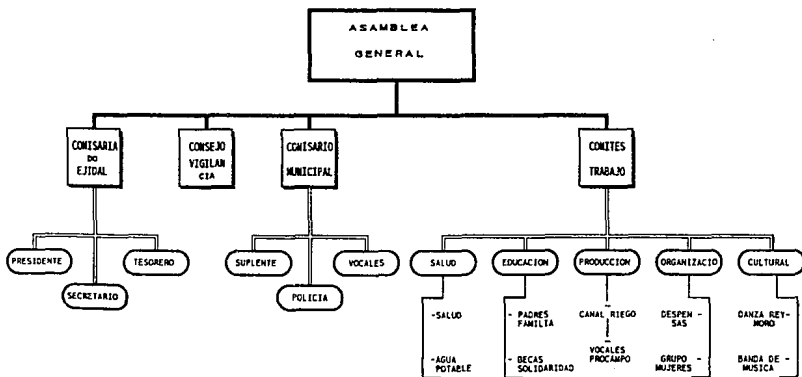 ASAMBLEA
GENERAL
COMISARIA
DO
EJIDAL
CONSEJO
VIGILAN
CIA
COMISARIO
MUNICIPAL
COMITES
TRABAJO
PRESIDENTE
TESORERO
SECRETARIO
SUPLENTE
VOCALES
POLICIA
SALUD
EDUCACION
PRODUCCION
ORGANIZACIO
CULTURAL
-SALUD
-AGUA
POTABLE
- PADRES
FAMILIA
- BECAS
SOLIDARIDAD
CANAL RIEGO
-
-
VOCALES
PROCAMPO
DESPEN -
SAS
GRUPO -
MUJERES
DANZA REY-
MORO
BANDA DE -
MUSICA